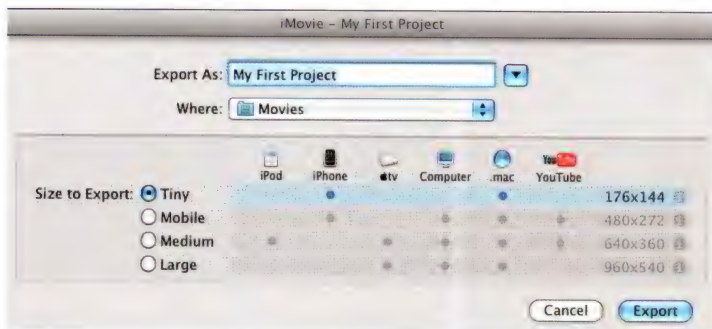 iMovie – My First Project
Export As: My First Project
Where: Movies
iPod iPhone tv Computer .mac YouTube
Size to Export: Tiny 176x144
Mobile 480x272
Medium 640x360
Large 960x540
Cancel Export